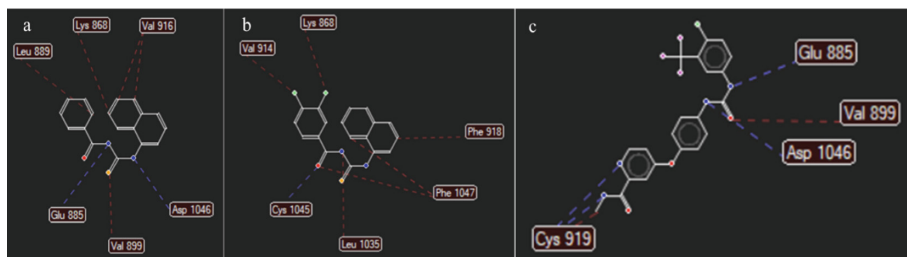 a
Lys 868
Val 916
Leu 889
Glu 885
Asp 1046
Val 899
b
Lys 868
Val 914
Phe 918
Phe 1047
Cys 1045
Leu 1035
c
Glu 885
Val 899
Asp 1046
Cys 919